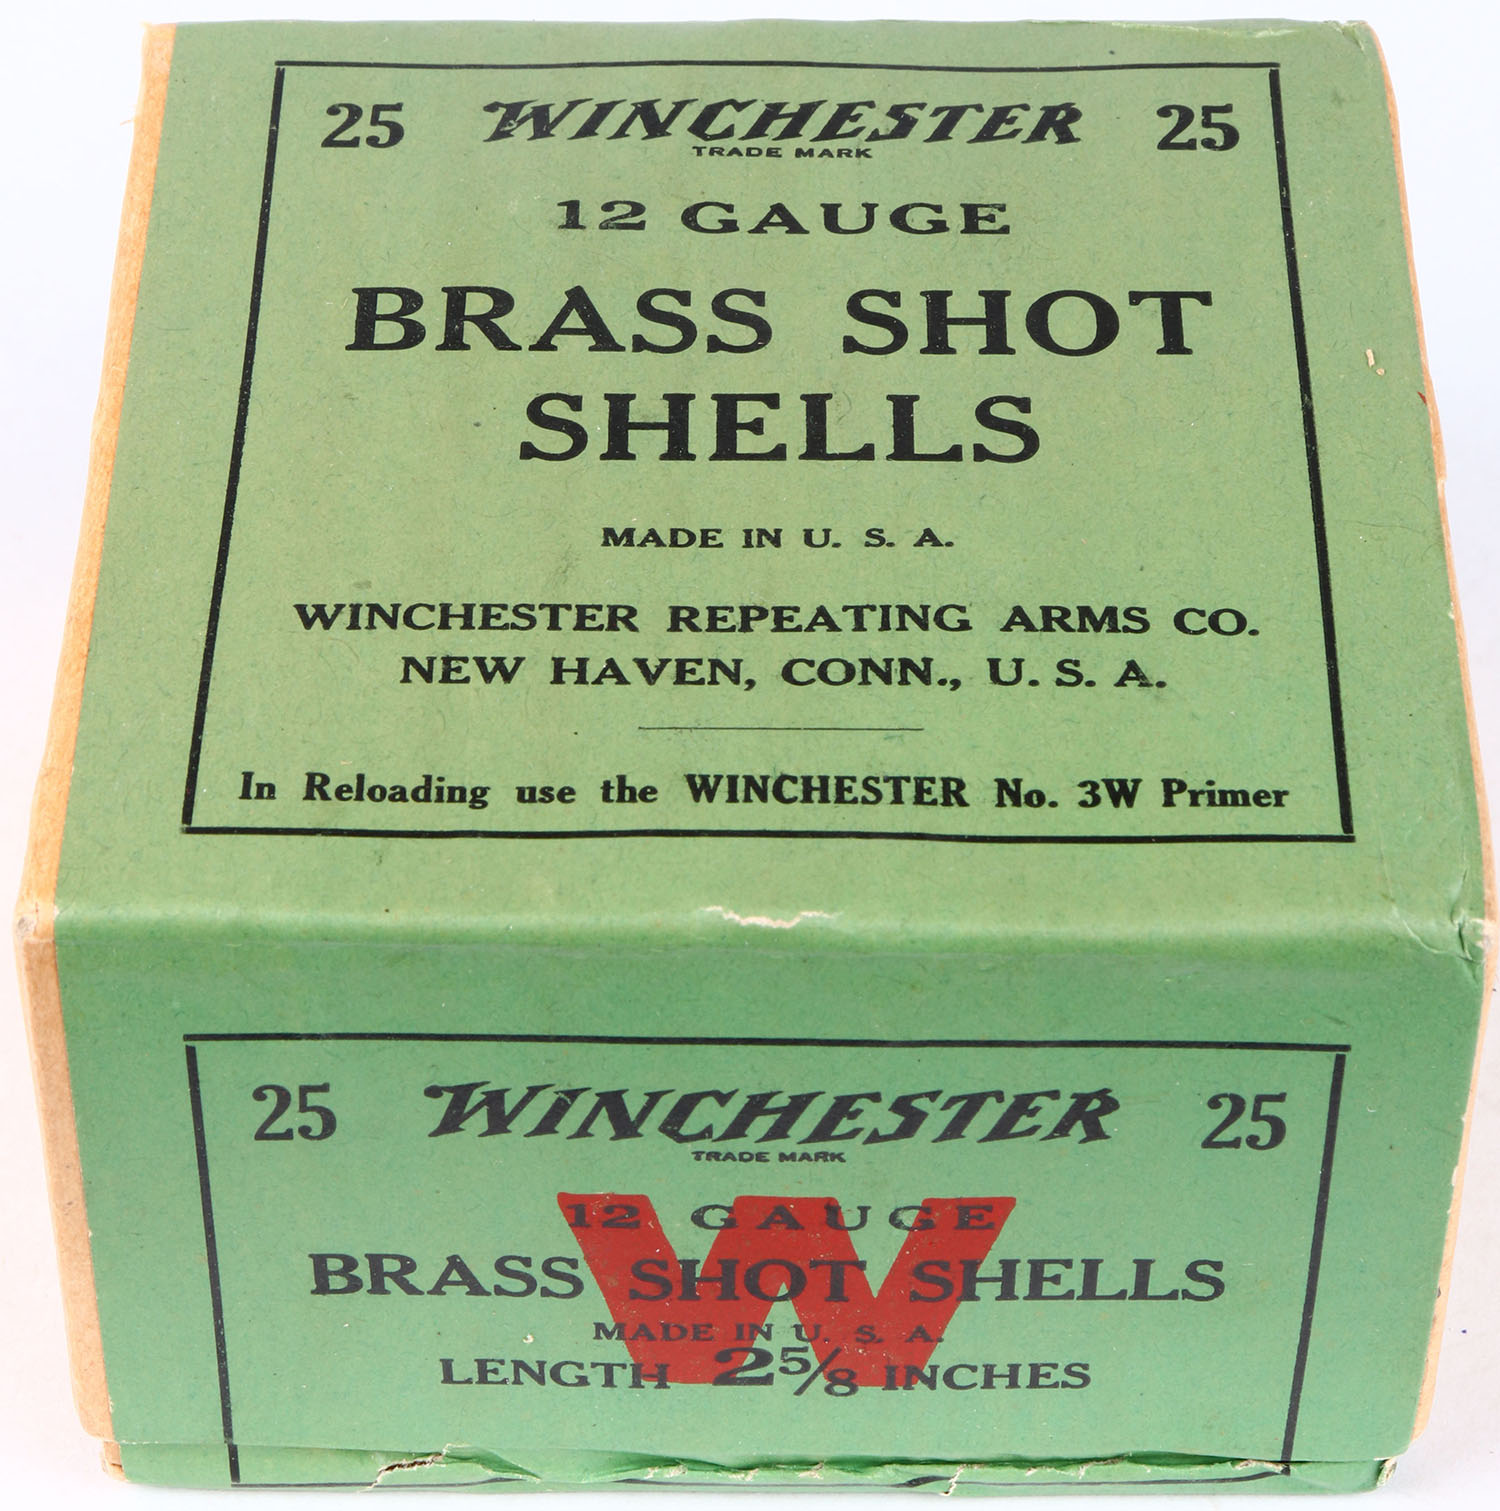 25 WINCHESTER 25
TRADE MARK
12 GAUGE
BRASS SHOT
SHELLS
MADE IN U. S. A.
WINCHESTER REPEATING ARMS CO.
NEW HAVEN, CONN., U. S. A.
In Reloading use the WINCHESTER No. 3W Primer
25 WINCHESTER 25
TRADE MARK
W
12 GAUGE
BRASS SHOT SHELLS
MADE IN U. S. A.
LENGTH 2 5/8 INCHES